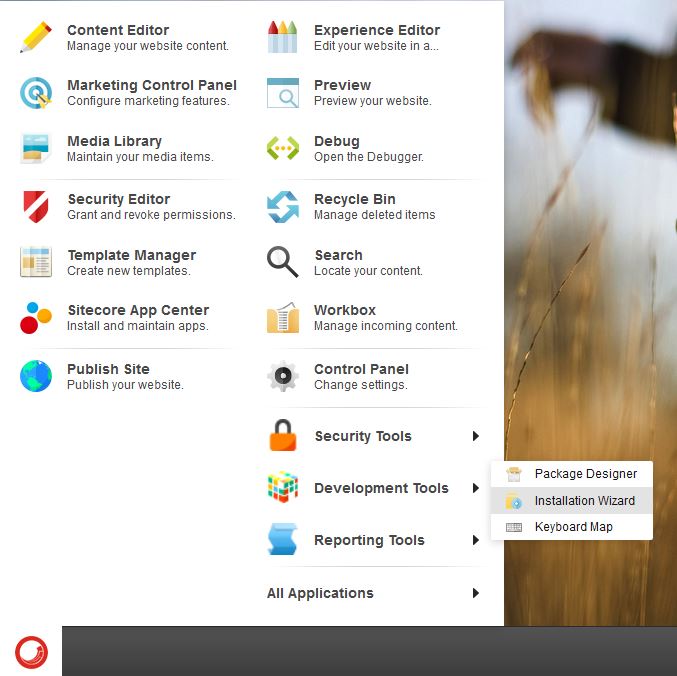 Content Editor
Manage your website content.
Marketing Control Panel
Configure marketing features.
Media Library
Maintain your media items.
Security Editor
Grant and revoke permissions.
Template Manager
Create new templates.
Sitecore App Center
Install and maintain apps.
Publish Site
Publish your website.
Experience Editor
Edit your website in a...
Preview
Preview your website.
Debug
Open the Debugger.
Recycle Bin
Manage deleted items
Search
Locate your content.
Workbox
Manage incoming content.
Control Panel
Change settings.
Security Tools
Development Tools
Reporting Tools
All Applications
Package Designer
Installation Wizard
Keyboard Map